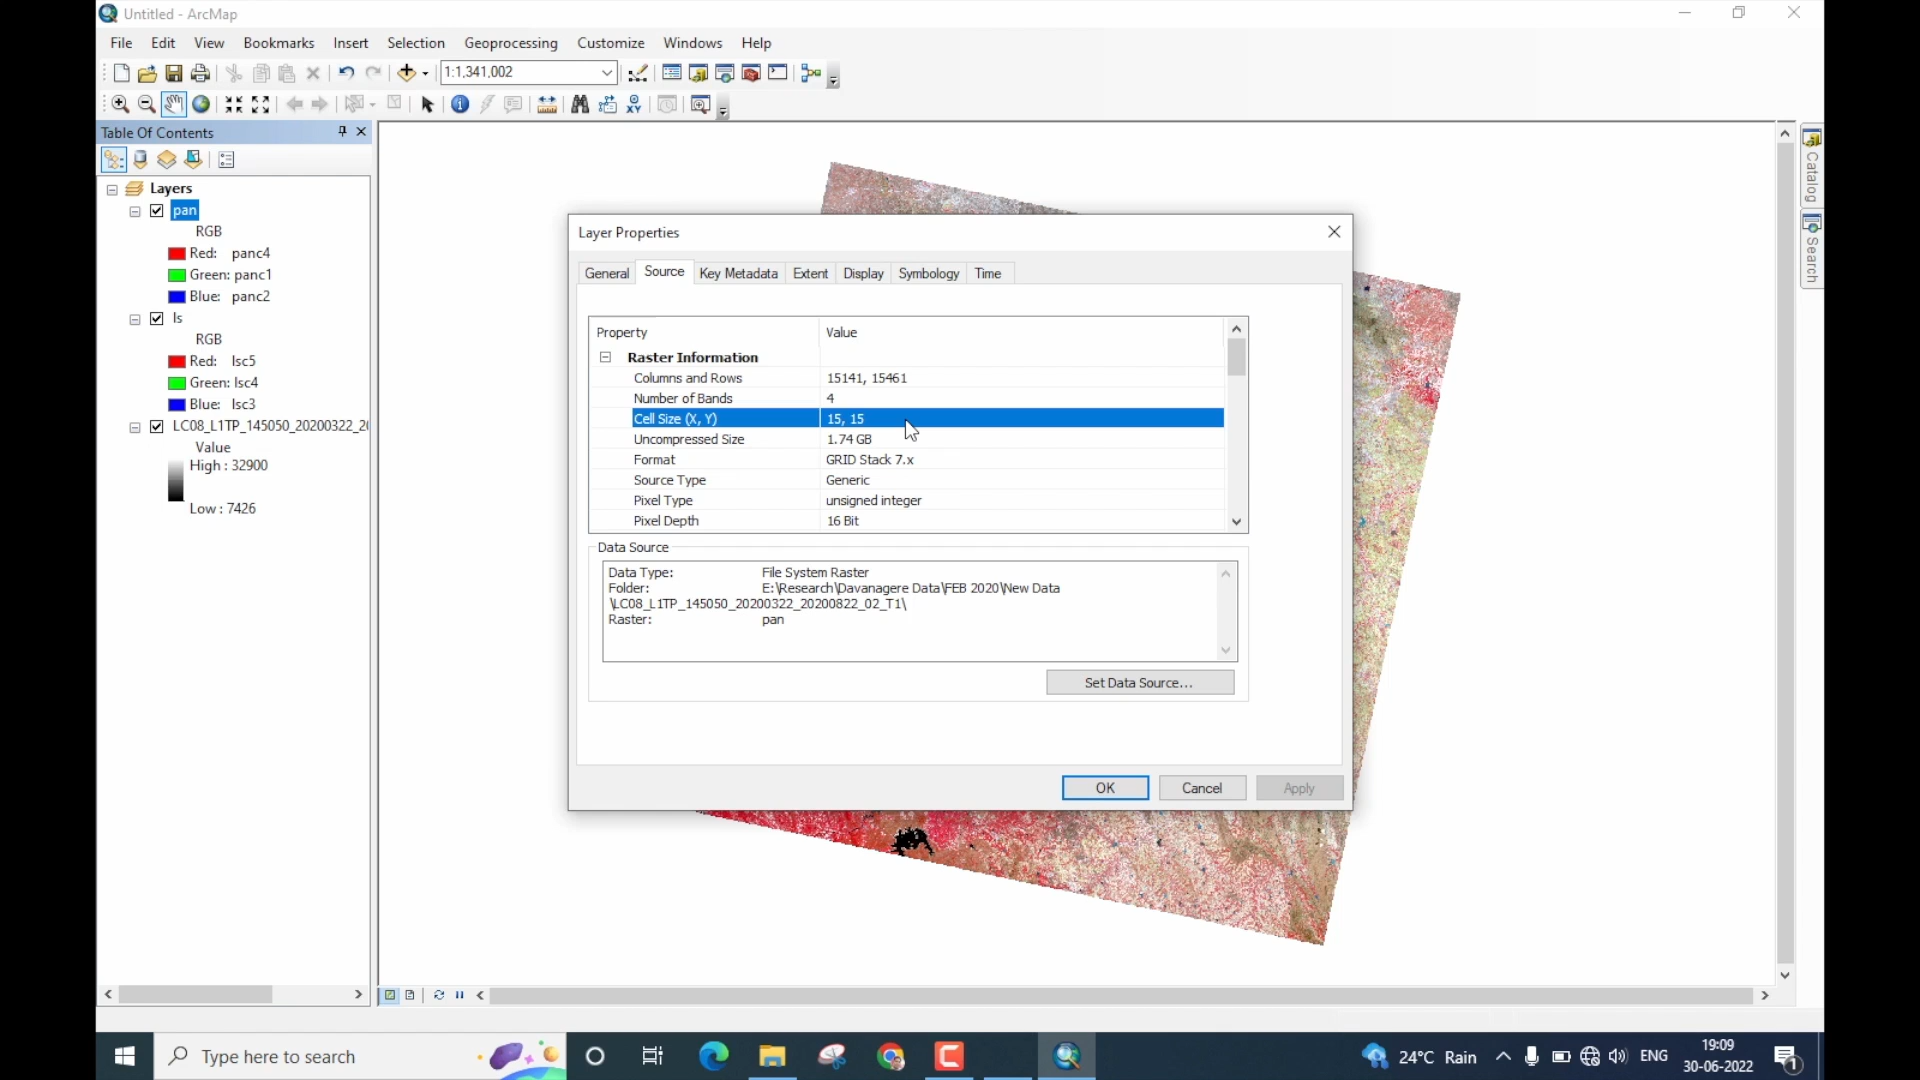 Untitled - ArcMap
File Edit View Bookmarks Insert Selection Geoprocessing Customize Windows Help
1:1,341,002
Table Of Contents
Layers
pan
RGB
Red: panc4
Green: panc1
Blue: panc2
ls
RGB
Red: lsc5
Green: lsc4
Blue: lsc3
LC08_L1TP_145050_20200322_20
Value
High : 32900
Low : 7426
Layer Properties
General Source Key Metadata Extent Display Symbology Time
Property Value
Raster Information
Columns and Rows 15141, 15461
Number of Bands 4
Cell Size (X, Y) 15, 15
Uncompressed Size 1.74 GB
Format GRID Stack 7.x
Source Type Generic
Pixel Type unsigned integer
Pixel Depth 16 Bit
Data Source
Data Type: File System Raster
Folder: E:\Research\Davanagere Data\FEB 2020\New Data
\LC08_L1TP_145050_20200322_20200822_02_T1\
Raster: pan
Set Data Source...
OK Cancel Apply
Catalog
Search
Type here to search
24°C Rain
ENG
19:09
30-06-2022
1